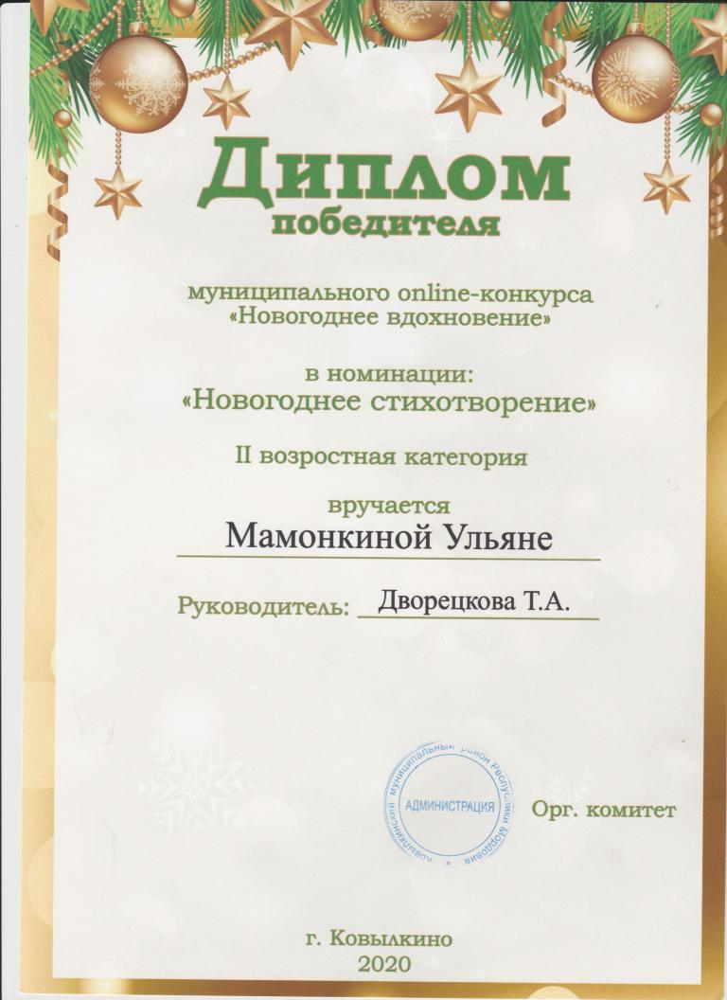 Диплом
победителя
муниципального online-конкурса
«Новогоднее вдохновение»
в номинации:
«Новогоднее стихотворение»
II возростная категория
вручается
Мамонкиной Ульяне
Руководитель: Дворецкова Т.А.
Ковылкинский муниципальный район Республики Мордовия
*
АДМИНИСТРАЦИЯ
Орг. комитет
г. Ковылкино
2020